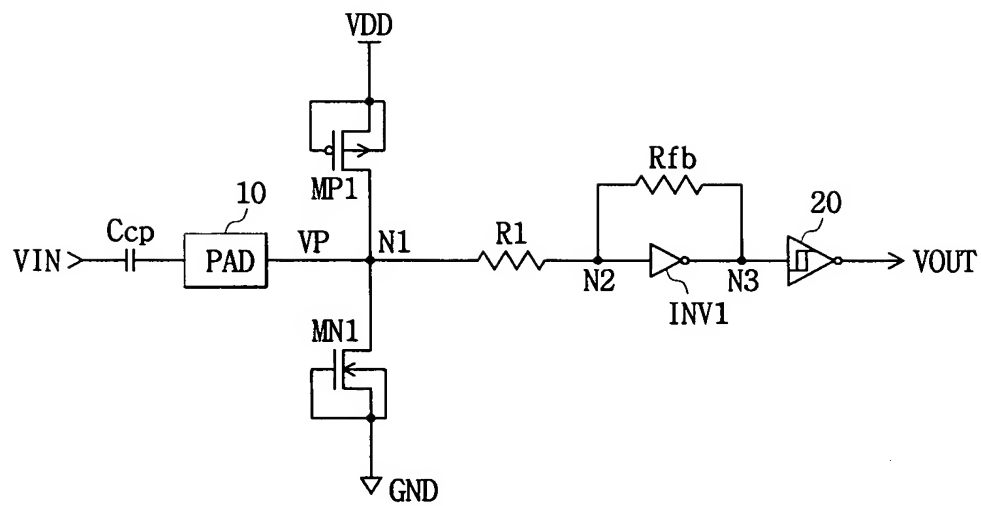 VDD
MP1
10
Ccp
VIN
PAD
VP
N1
R1
Rfb
20
N2
INV1
N3
VOUT
MN1
GND